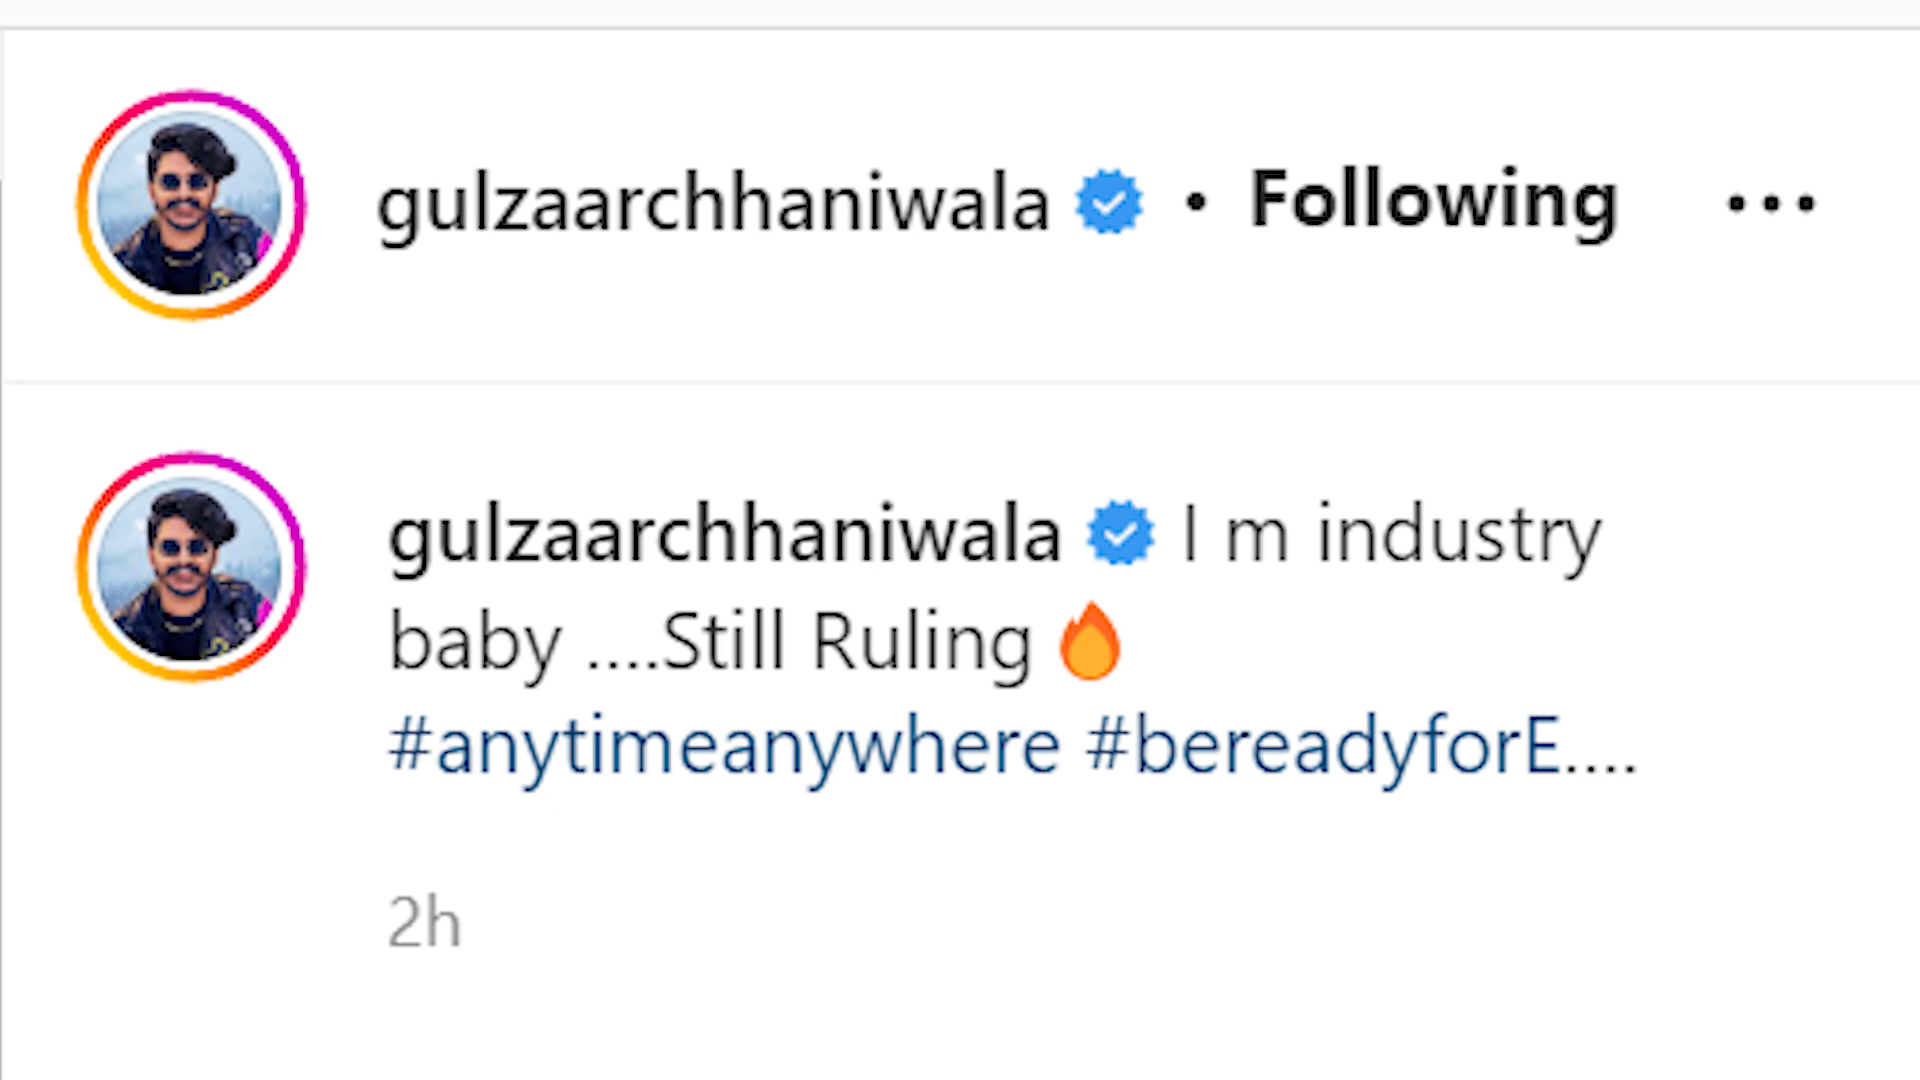 gulzaarchhaniwala • Following ...
gulzaarchhaniwala I m industry
baby ....Still Ruling 🔥
#anytimeanywhere #bereadyforE....
2h